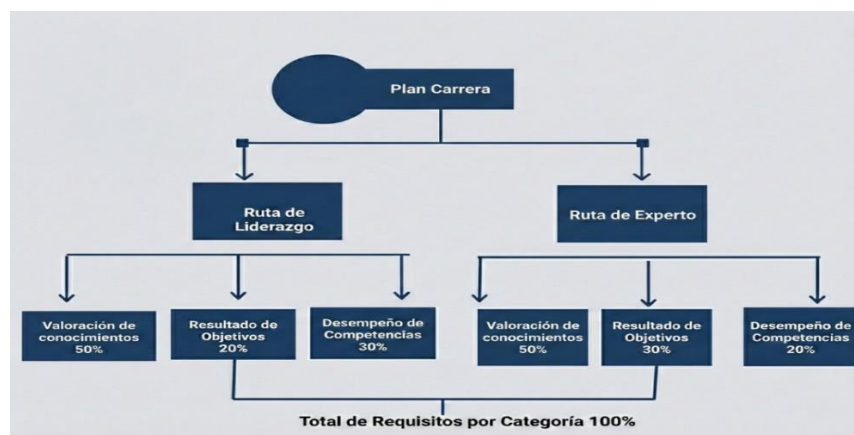 Plan Carrera
Ruta de
Liderazgo
Ruta de Experto
Valoración de
conocimientos
50%
Resultado de
Objetivos
20%
Desempeño de
Competencias
30%
Valoración de
conocimientos
50%
Resultado de
Objetivos
30%
Desempeño de
Competencias
20%
Total de Requisitos por Categoría 100%